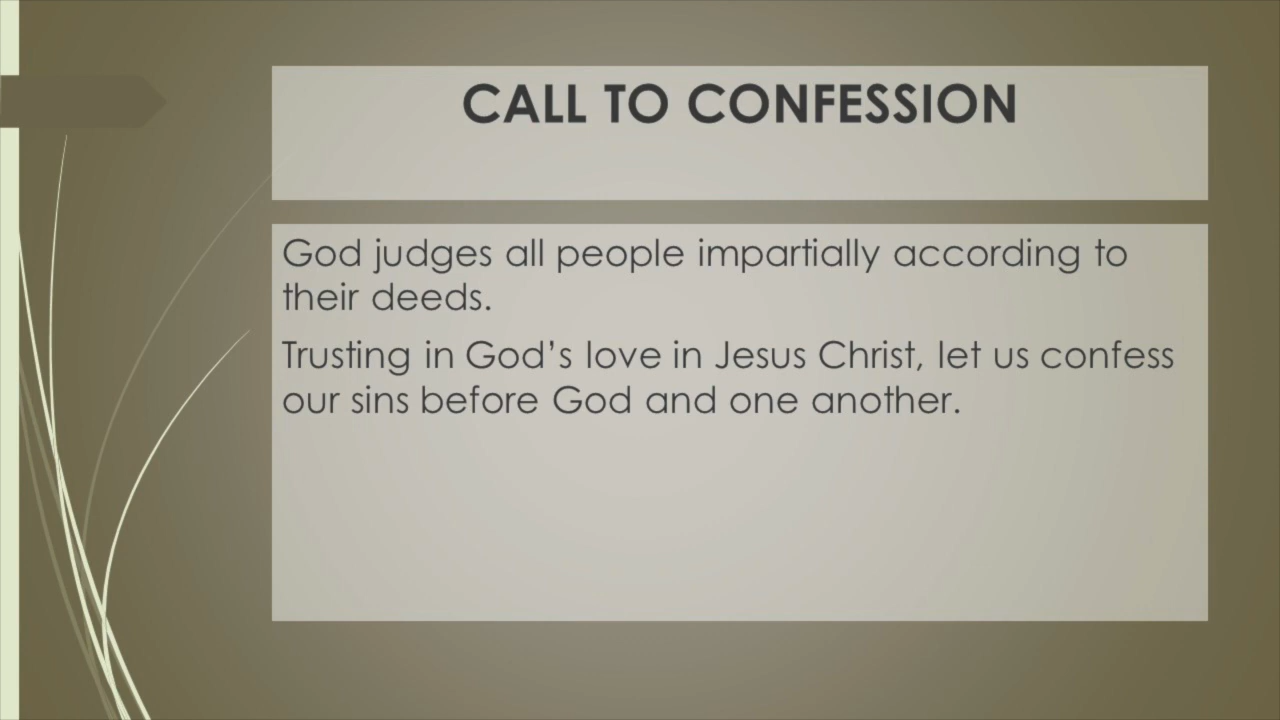 CALL TO CONFESSION
God judges all people impartially according to
their deeds.
Trusting in God’s love in Jesus Christ, let us confess
our sins before God and one another.